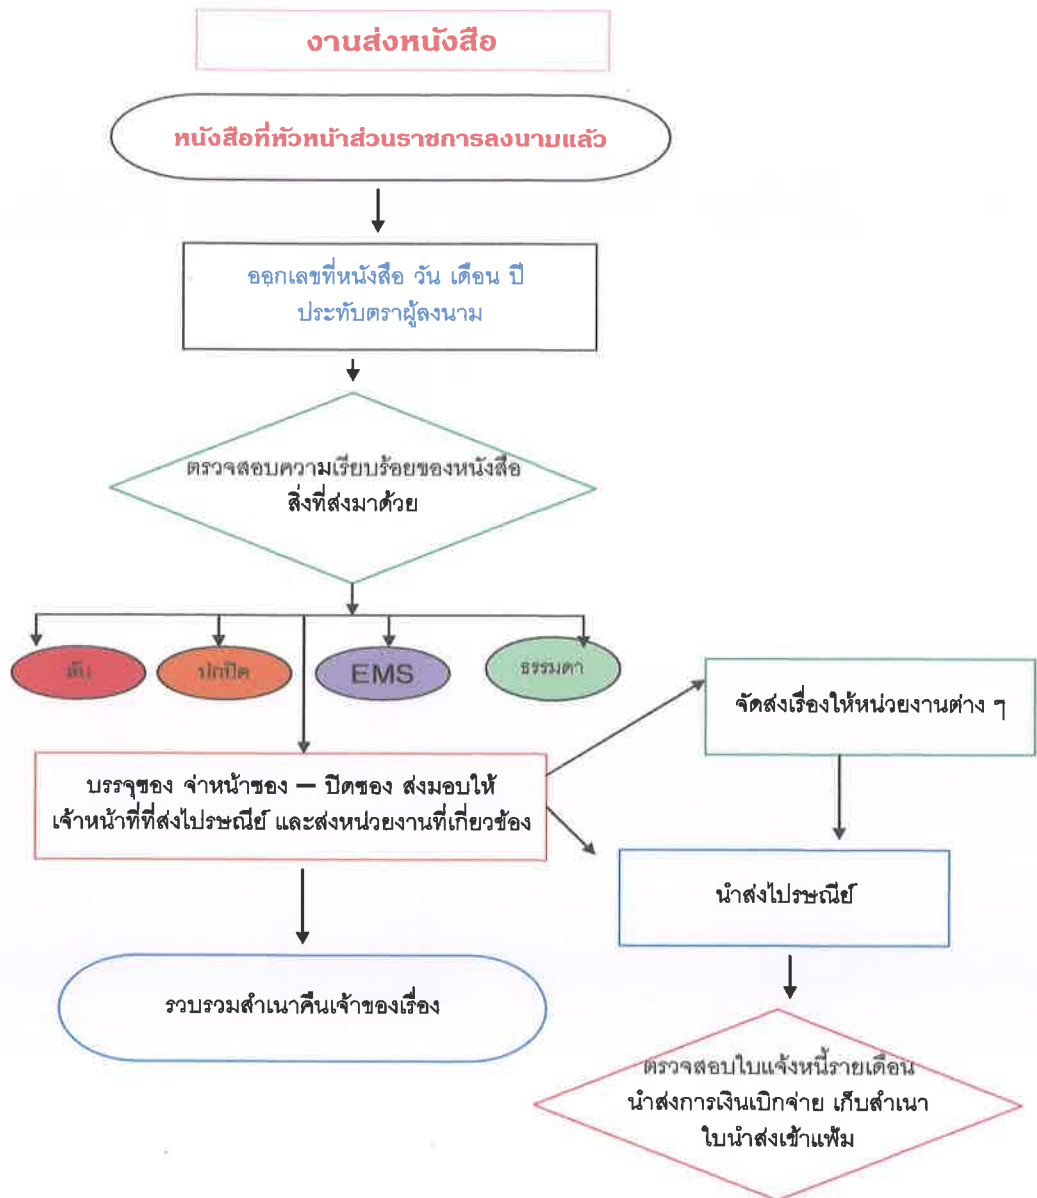 งานส่งหนังสือ
หนังสือที่หัวหน้าส่วนราชการลงนามแล้ว
ออกเลขที่หนังสือ วัน เดือน ปี
ประทับตราผู้ลงนาม
ตรวจสอบความเรียบร้อยของหนังสือ
สิ่งที่ส่งมาด้วย
ลับ
ปกปิด
EMS
ธรรมดา
จัดส่งเรื่องให้หน่วยงานต่าง ๆ
บรรจุซอง จ่าหน้าซอง – ปิดซอง ส่งมอบให้
เจ้าหน้าที่ที่ส่งไปรษณีย์ และส่งหน่วยงานที่เกี่ยวข้อง
นำส่งไปรษณีย์
รวบรวมสำเนาคืนเจ้าของเรื่อง
ตรวจสอบใบแจ้งหนี้รายเดือน
นำส่งการเงินเบิกจ่าย เก็บสำเนา
ใบนำส่งเข้าแฟ้ม